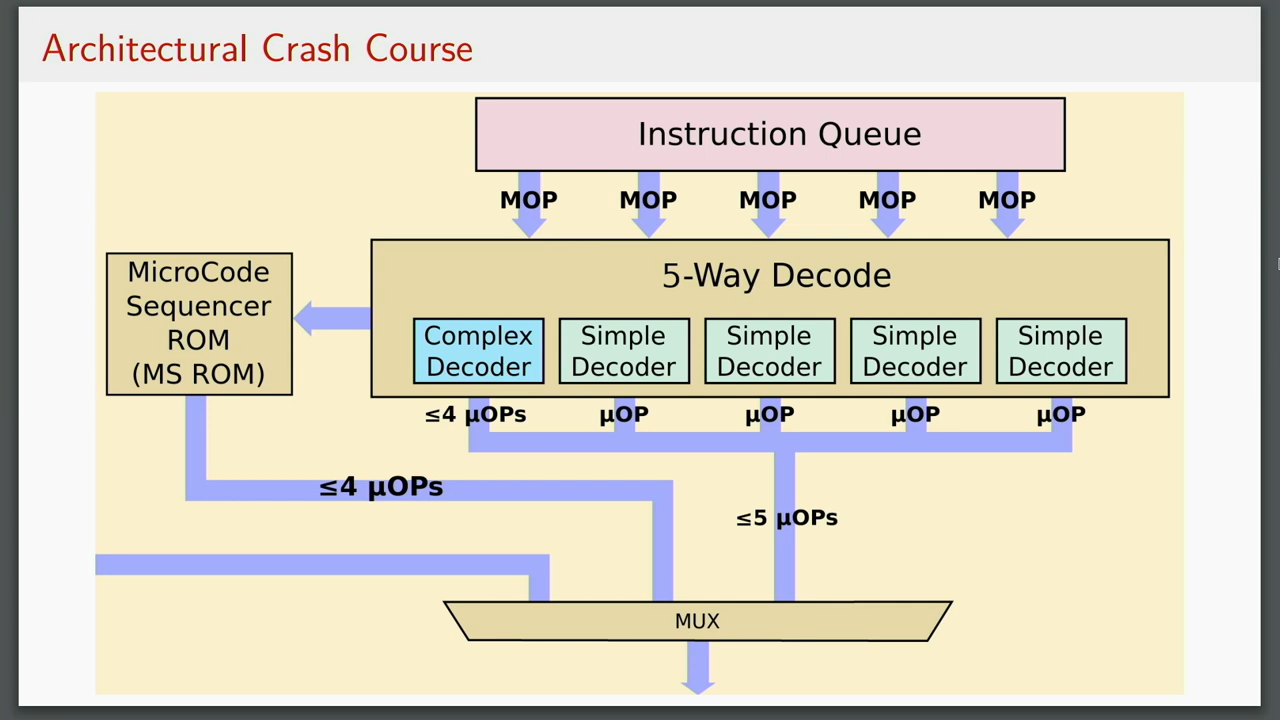 Architectural Crash Course
Instruction Queue
MOP MOP MOP MOP MOP
5-Way Decode
MicroCode
Sequencer
ROM
(MS ROM)
Complex
Decoder
Simple
Decoder
Simple
Decoder
Simple
Decoder
Simple
Decoder
≤4 μOPs μOP μOP μOP μOP
≤4 μOPs
≤5 μOPs
MUX